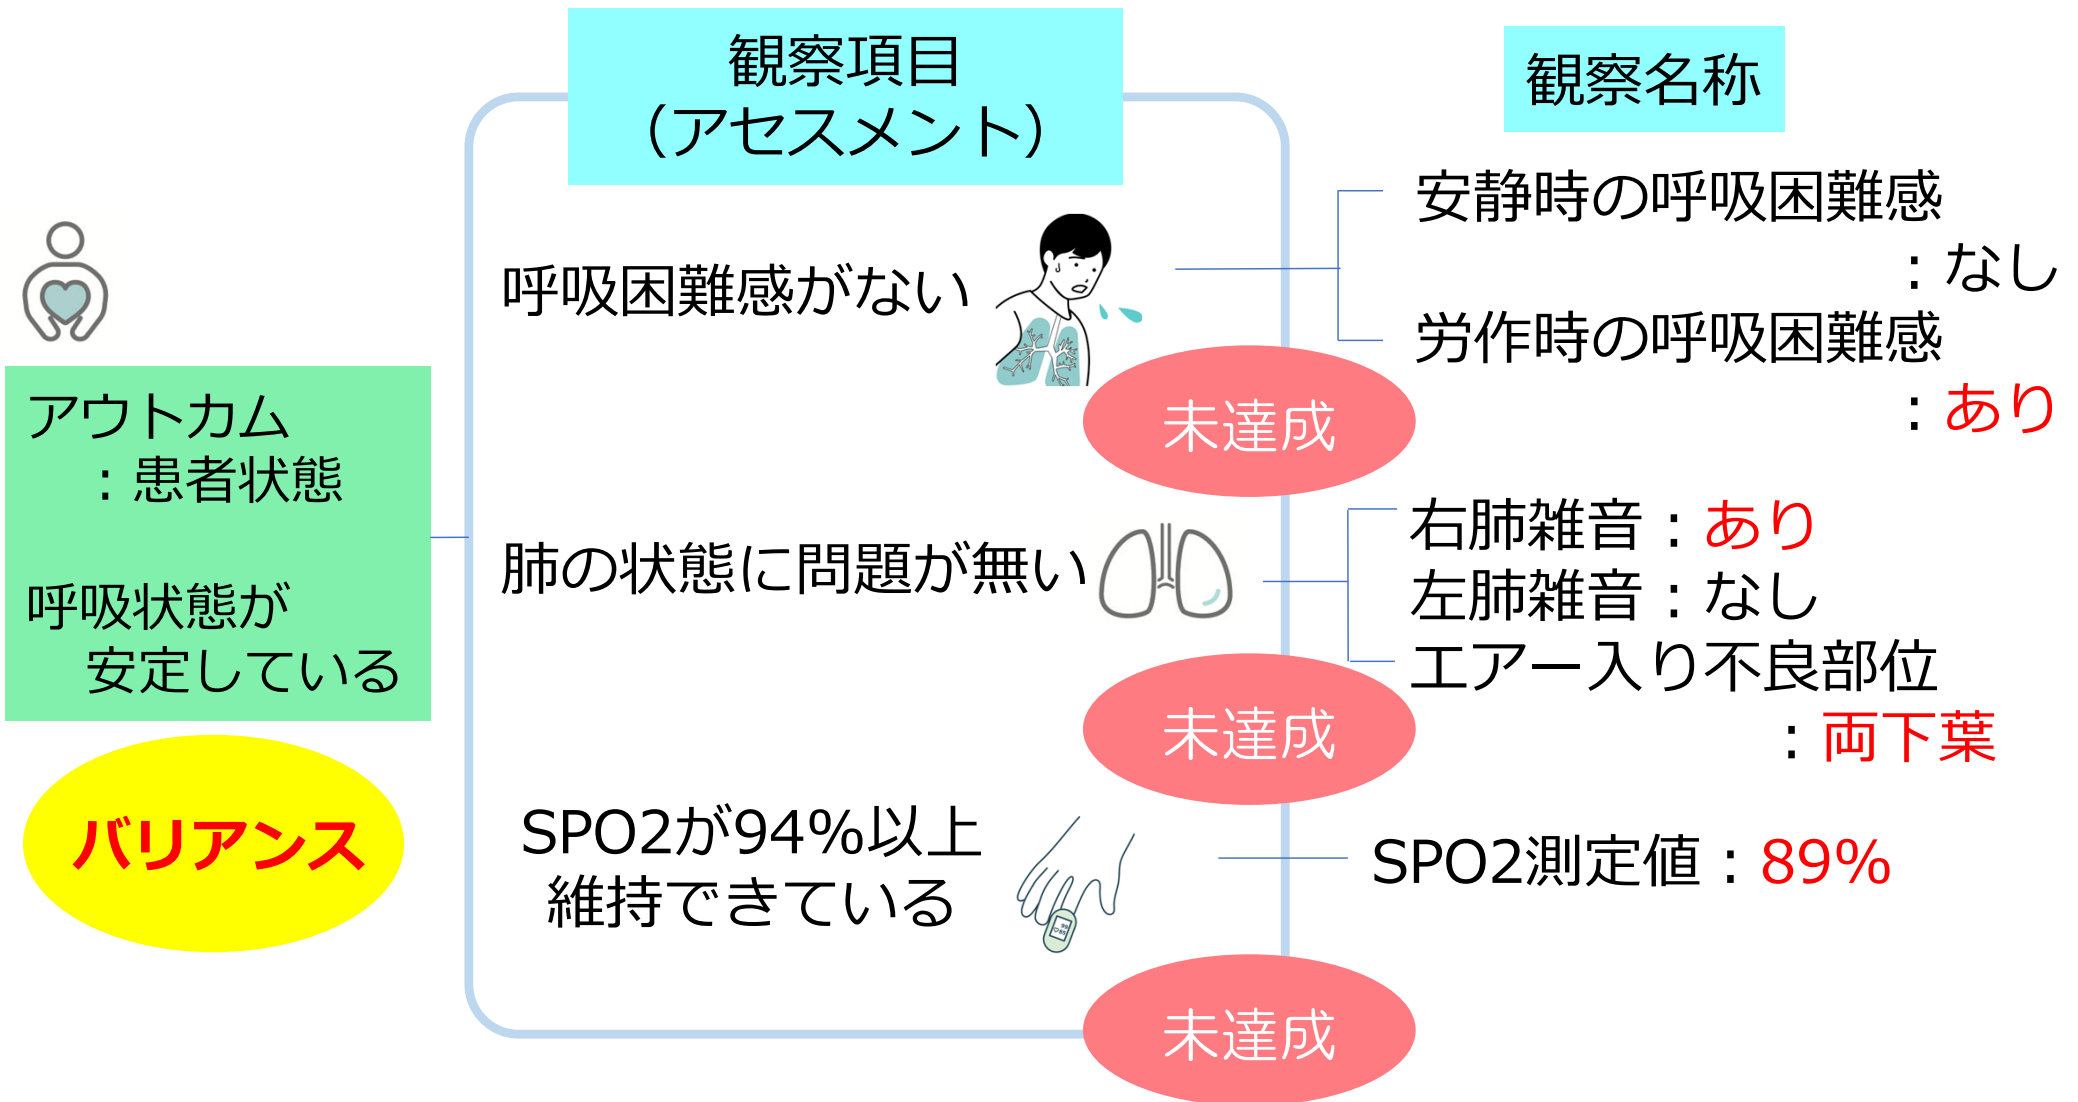 観察項目
（アセスメント）
観察名称
アウトカム
：患者状態
呼吸状態が
安定している
バリアンス
呼吸困難感がない
未達成
安静時の呼吸困難感
：なし
労作時の呼吸困難感
：あり
肺の状態に問題が無い
未達成
右肺雑音：あり
左肺雑音：なし
エアー入り不良部位
：両下葉
SPO2が94%以上
維持できている
未達成
SPO2測定値：89%